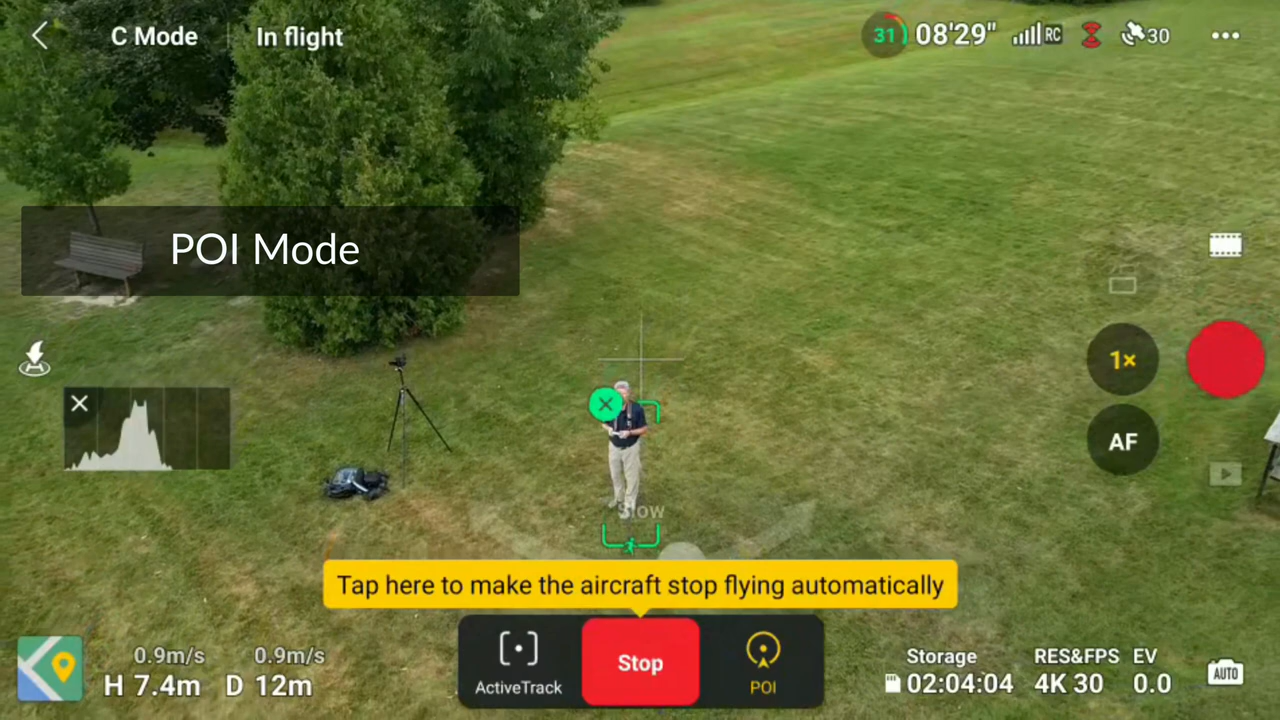 C Mode
In flight
31
08'29"
RC
30
POI Mode
1×
AF
Slow
Tap here to make the aircraft stop flying automatically
0.9m/s
0.9m/s
H 7.4m
D 12m
ActiveTrack
Stop
POI
Storage
02:04:04
RES&FPS
4K 30
EV
0.0
AUTO